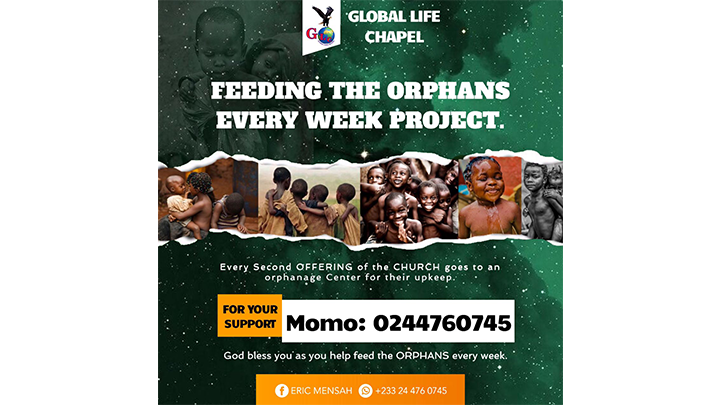 GO
GLOBAL LIFE
CHAPEL
FEEDING THE ORPHANS
EVERY WEEK PROJECT.
Every Second OFFERING of the CHURCH goes to an
orphanage Center for their upkeep.
FOR YOUR
SUPPORT
Momo: 0244760745
God bless you as you help feed the ORPHANS every week.
ERIC MENSAH +233 24 476 0745